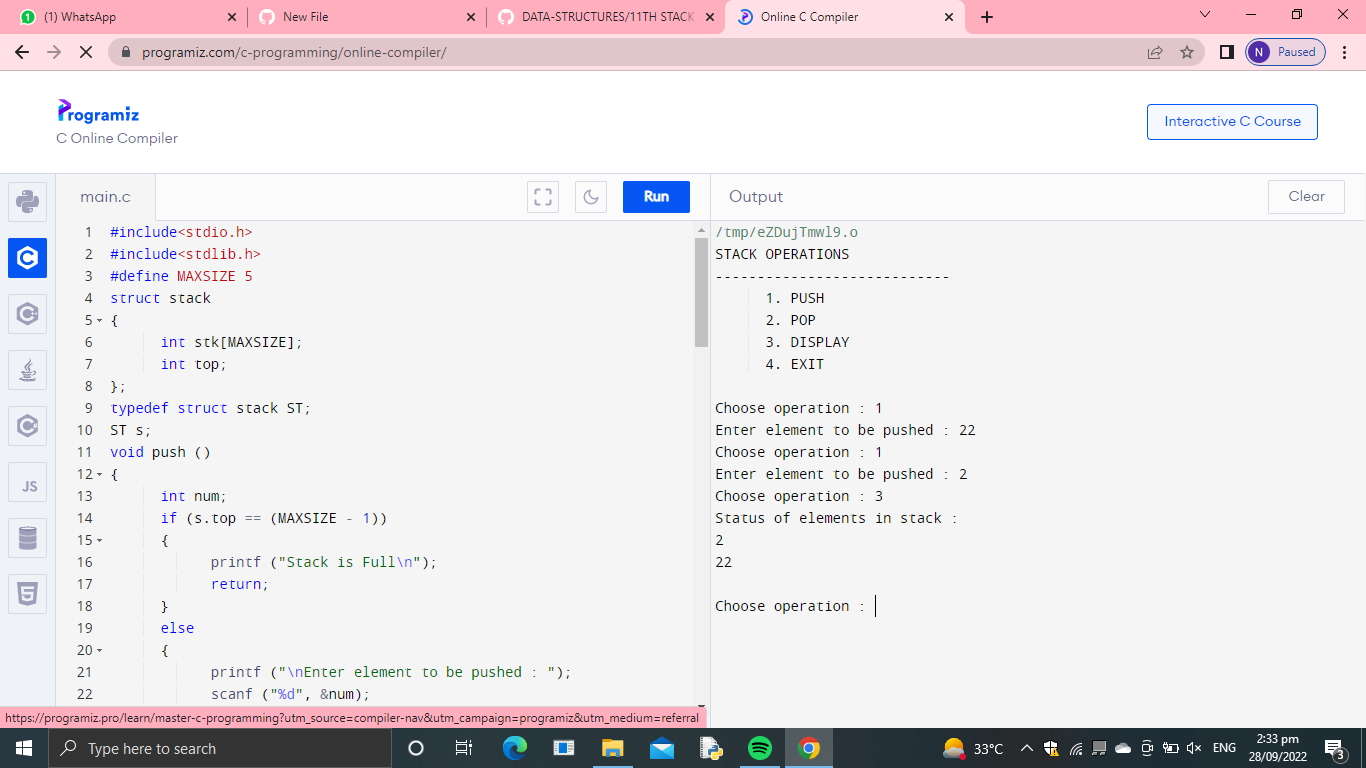 (1) WhatsApp
New File
DATA-STRUCTURES/11TH STACK
Online C Compiler
programiz.com/c-programming/online-compiler/
N Paused
Programiz
C Online Compiler
Interactive C Course
main.c
Run
Output
Clear
JS
1 #include<stdio.h>
2 #include<stdlib.h>
3 #define MAXSIZE 5
4 struct stack
5 {
6 int stk[MAXSIZE];
7 int top;
8 };
9 typedef struct stack ST;
10 ST s;
11 void push ()
12 {
13 int num;
14 if (s.top == (MAXSIZE - 1))
15 {
16 printf ("Stack is Full\n");
17 return;
18 }
19 else
20 {
21 printf ("\nEnter element to be pushed : ");
22 scanf ("%d", &num);
/tmp/eZDujTmwl9.o
STACK OPERATIONS
----------------------------
1. PUSH
2. POP
3. DISPLAY
4. EXIT
Choose operation : 1
Enter element to be pushed : 22
Choose operation : 1
Enter element to be pushed : 2
Choose operation : 3
Status of elements in stack :
2
22
Choose operation :
https://programiz.pro/learn/master-c-programming?utm_source=compiler-nav&utm_campaign=programiz&utm_medium=referral
Type here to search
33°C
ENG
2:33 pm
28/09/2022
3